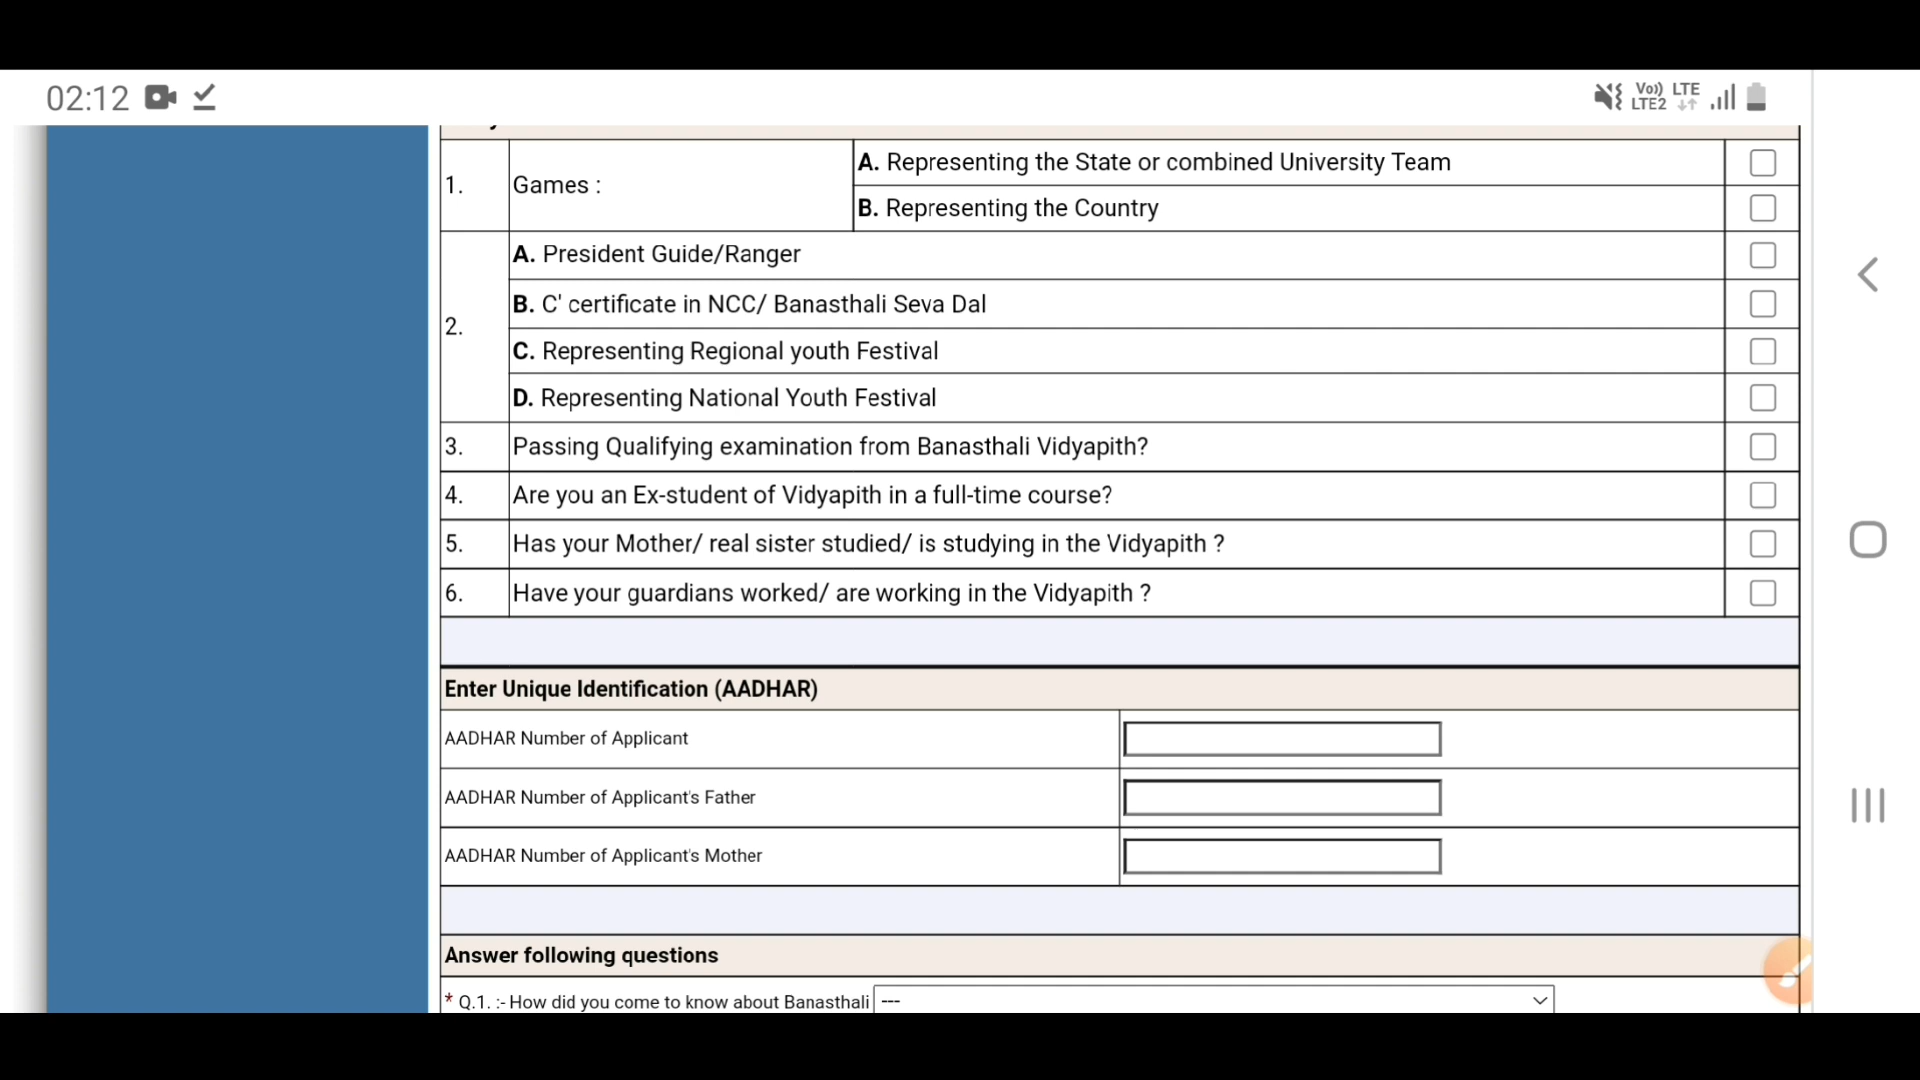 02:12
Vo)) LTE
LTE2
1. Games : A. Representing the State or combined University Team
B. Representing the Country
2. A. President Guide/Ranger
B. C' certificate in NCC/ Banasthali Seva Dal
C. Representing Regional youth Festival
D. Representing National Youth Festival
3. Passing Qualifying examination from Banasthali Vidyapith?
4. Are you an Ex-student of Vidyapith in a full-time course?
5. Has your Mother/ real sister studied/ is studying in the Vidyapith ?
6. Have your guardians worked/ are working in the Vidyapith ?
Enter Unique Identification (AADHAR)
AADHAR Number of Applicant
AADHAR Number of Applicant's Father
AADHAR Number of Applicant's Mother
Answer following questions
* Q.1. :- How did you come to know about Banasthali ---